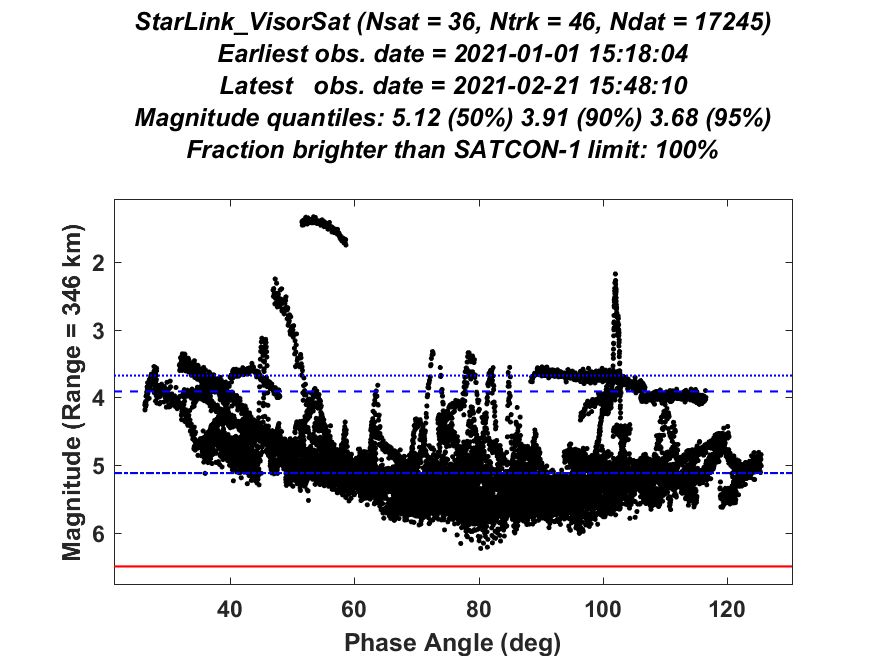 StarLink_VisorSat (Nsat = 36, Ntrk = 46, Ndat = 17245)
Earliest obs. date = 2021-01-01 15:18:04
Latest obs. date = 2021-02-21 15:48:10
Magnitude quantiles: 5.12 (50%) 3.91 (90%) 3.68 (95%)
Fraction brighter than SATCON-1 limit: 100%
Magnitude (Range = 346 km)
2
3
4
5
6
40 60 80 100 120
Phase Angle (deg)